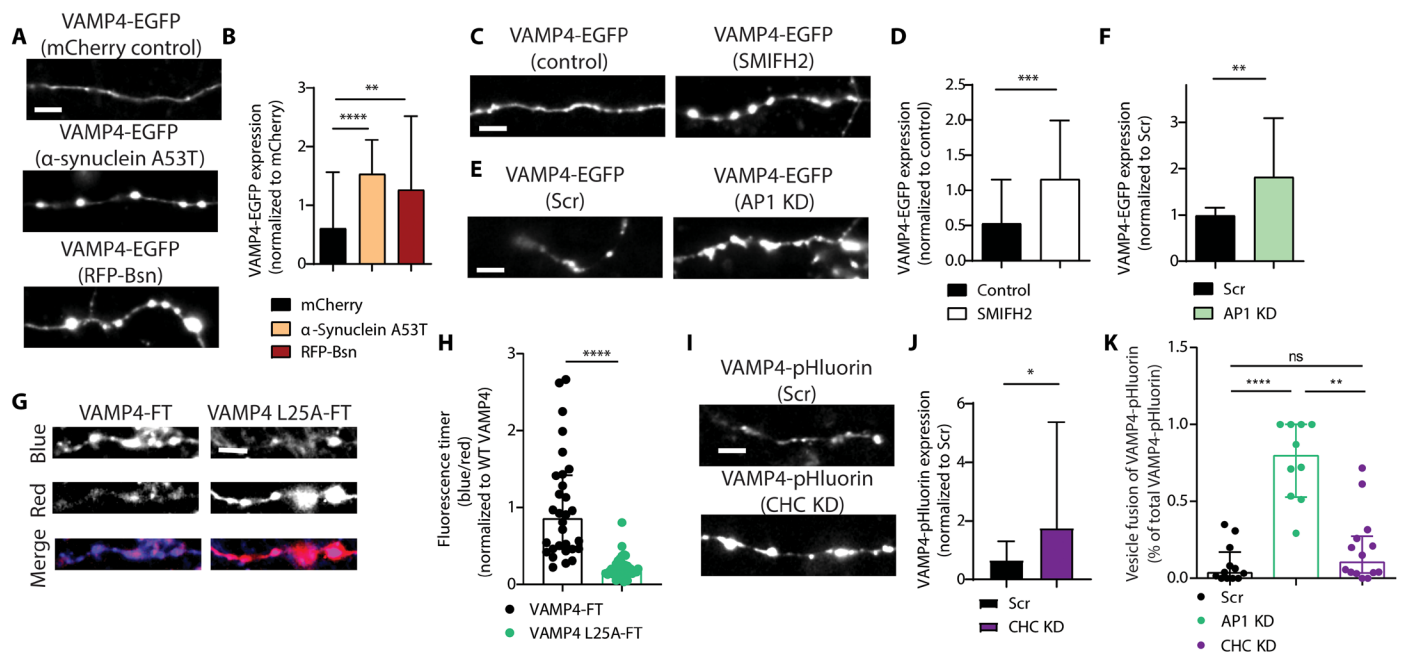 A
VAMP4-EGFP
(mCherry control)
VAMP4-EGFP
(α-synuclein A53T)
VAMP4-EGFP
(RFP-Bsn)
B
VAMP4-EGFP expression
(normalized to mCherry)
3
2
1
0
**
****
mCherry
α-Synuclein A53T
RFP-Bsn
C
VAMP4-EGFP
(control)
VAMP4-EGFP
(SMIFH2)
D
VAMP4-EGFP expression
(normalized to control)
2.5
2.0
1.5
1.0
0.5
0.0
***
Control
SMIFH2
E
VAMP4-EGFP
(Scr)
VAMP4-EGFP
(AP1 KD)
F
VAMP4-EGFP expression
(normalized to Scr)
3
2
1
0
**
Scr
AP1 KD
G
VAMP4-FT
VAMP4 L25A-FT
Blue
Red
Merge
H
Fluorescence timer
(blue/red)
(normalized to WT VAMP4)
3
2
1
0
****
VAMP4-FT
VAMP4 L25A-FT
I
VAMP4-pHluorin
(Scr)
VAMP4-pHluorin
(CHC KD)
J
VAMP4-pHluorin expression
(normalized to Scr)
6
4
2
0
*
Scr
CHC KD
K
Vesicle fusion of VAMP4-pHluorin
(% of total VAMP4-pHluorin)
1.5
1.0
0.5
0.0
ns
****
**
Scr
AP1 KD
CHC KD